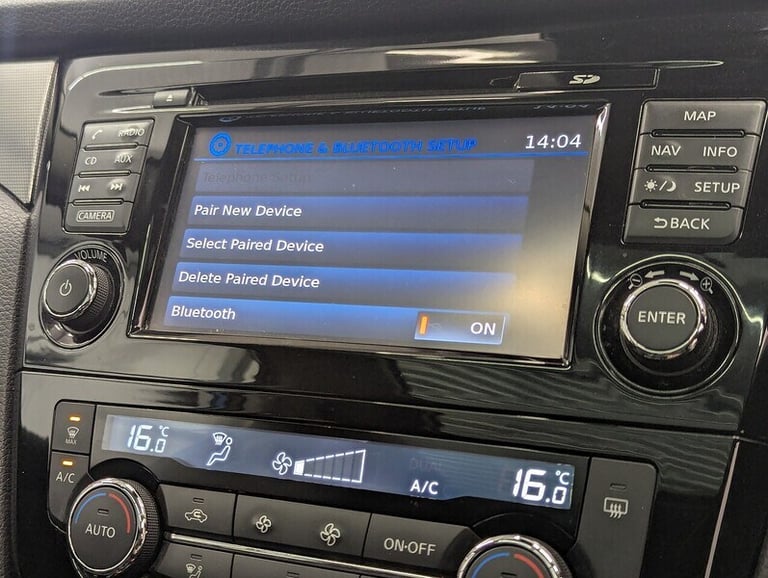 SD
RADIO
CD AUX
CAMERA
VOLUME
TELEPHONE & BLUETOOTH SETUP 14:04
Pair New Device
Select Paired Device
Delete Paired Device
Bluetooth ON
MAP
NAV INFO
SETUP
BACK
ENTER
MAX
A/C
16.0°C
A/C
16.0°C
DUAL
AUTO
ON·OFF